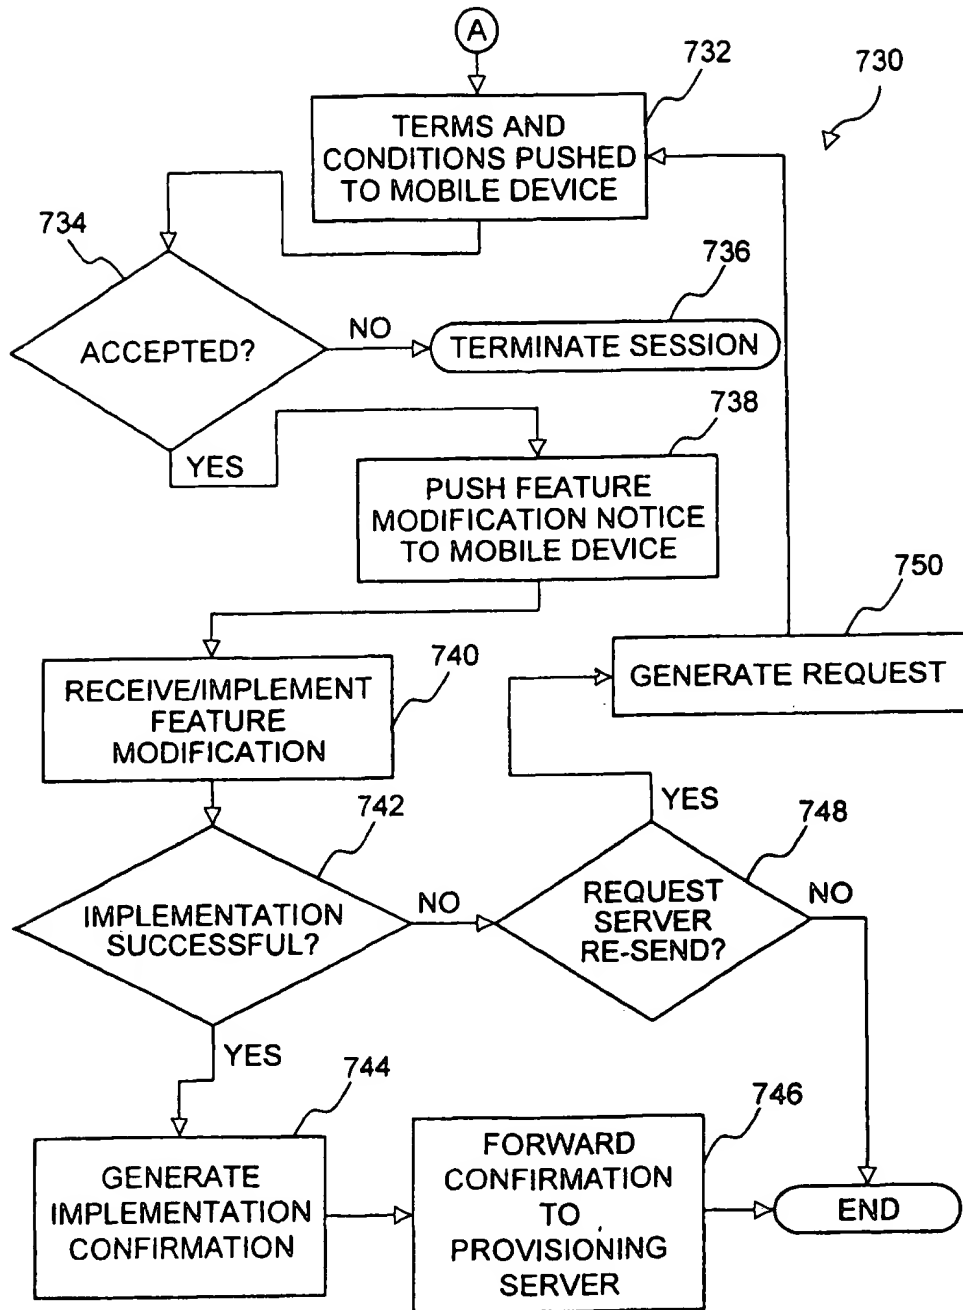 A
732
730
TERMS AND
CONDITIONS PUSHED
TO MOBILE DEVICE
734
736
ACCEPTED?
NO
TERMINATE SESSION
738
YES
PUSH FEATURE
MODIFICATION NOTICE
TO MOBILE DEVICE
750
740
GENERATE REQUEST
RECEIVE/IMPLEMENT
FEATURE
MODIFICATION
742
YES
748
IMPLEMENTATION
SUCCESSFUL?
NO
REQUEST
SERVER
RE-SEND?
NO
YES
744
746
GENERATE
IMPLEMENTATION
CONFIRMATION
FORWARD
CONFIRMATION
TO
PROVISIONING
SERVER
END